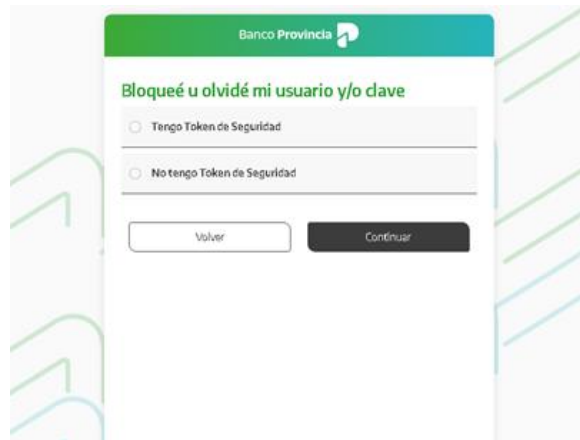 Banco Provincia
Bloqueé u olvidé mi usuario y/o clave
Tengo Token de Seguridad
No tengo Token de Seguridad
Volver
Continuar